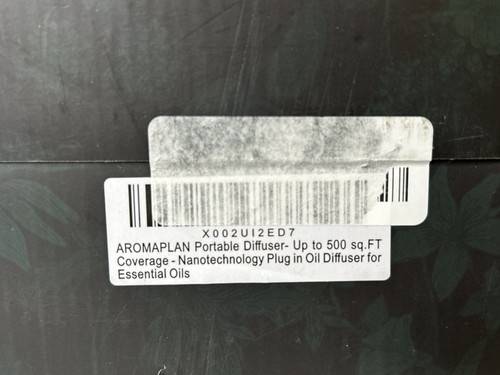 X002UI2ED7
AROMAPLAN Portable Diffuser- Up to 500 sq.FT
Coverage - Nanotechnology Plug in Oil Diffuser for
Essential Oils